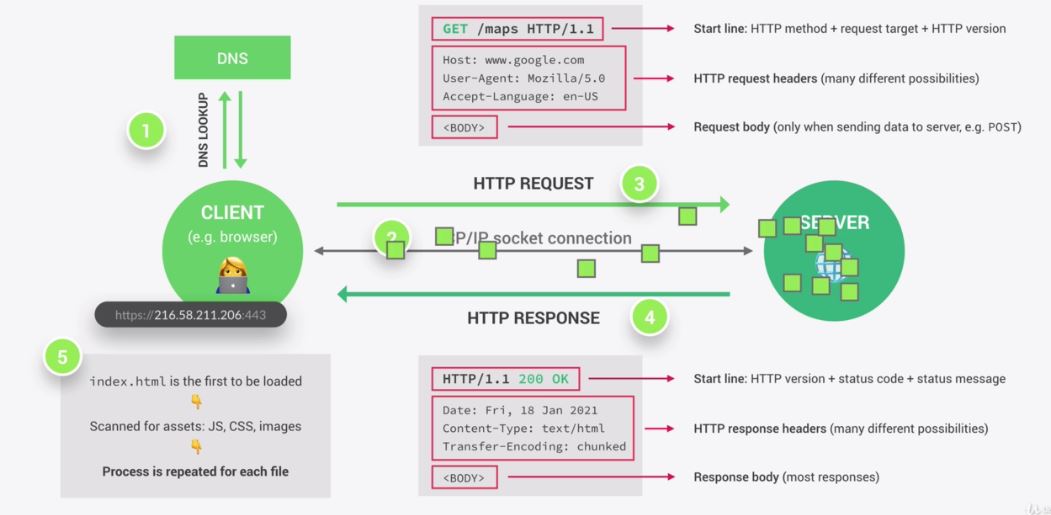 GET /maps HTTP/1.1
Start line: HTTP method + request target + HTTP version
Host: www.google.com
User-Agent: Mozilla/5.0
Accept-Language: en-US
HTTP request headers (many different possibilities)
<BODY>
Request body (only when sending data to server, e.g. POST)
DNS
1
DNS LOOKUP
CLIENT
(e.g. browser)
https://216.58.211.206:443
HTTP REQUEST
3
2
P/IP socket connection
HTTP RESPONSE
4
5
index.html is the first to be loaded
Scanned for assets: JS, CSS, images
Process is repeated for each file
HTTP/1.1 200 OK
Start line: HTTP version + status code + status message
Date: Fri, 18 Jan 2021
Content-Type: text/html
Transfer-Encoding: chunked
HTTP response headers (many different possibilities)
<BODY>
Response body (most responses)